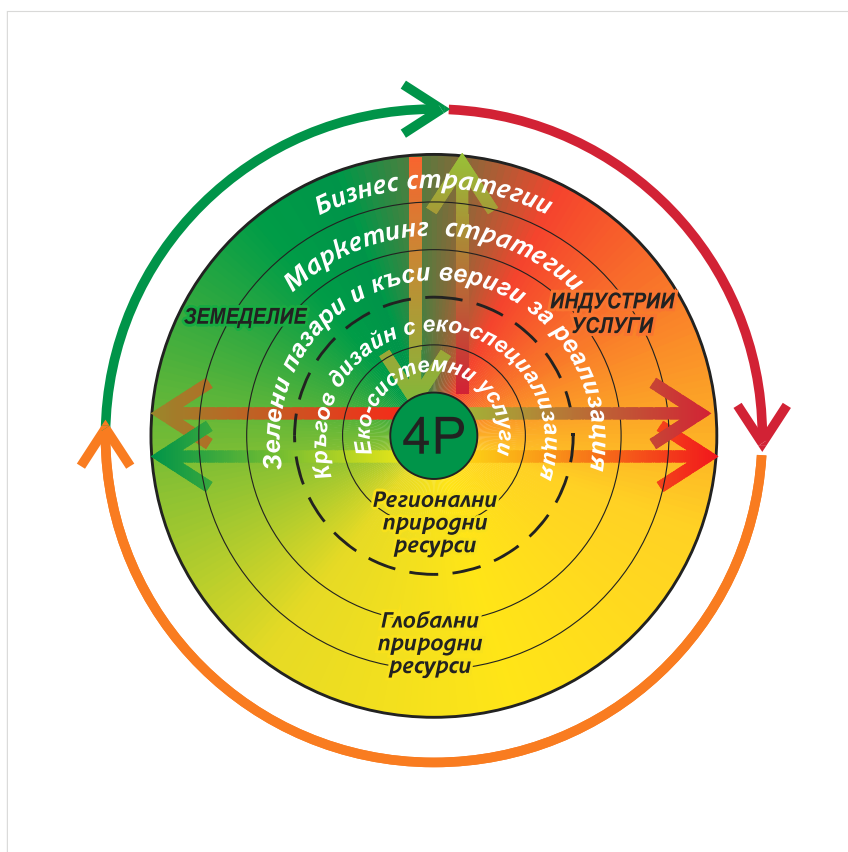 Бизнес стратегии
Маркетинг стратегии
Зелени пазари и къси вериги за реализация
Кръгов дизайн с еко-специализация
Еко-системни услуги
ЗЕМЕДЕЛИЕ
ИНДУСТРИИ
УСЛУГИ
4P
Регионални
природни
ресурси
Глобални
природни
ресурси